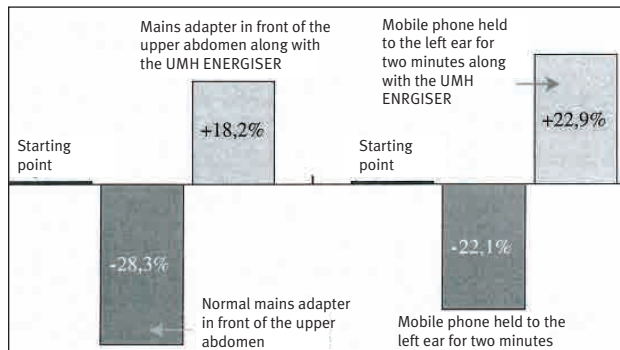 Mains adapter in front of the
upper abdomen along with
the UMH ENERGISER
+18,2%
Starting
point
-28,3%
Normal mains adapter
in front of the upper
abdomen
Mobile phone held
to the left ear for
two minutes along
with the UMH
ENRGISER
+22,9%
Starting
point
-22,1%
Mobile phone held to the
left ear for two minutes